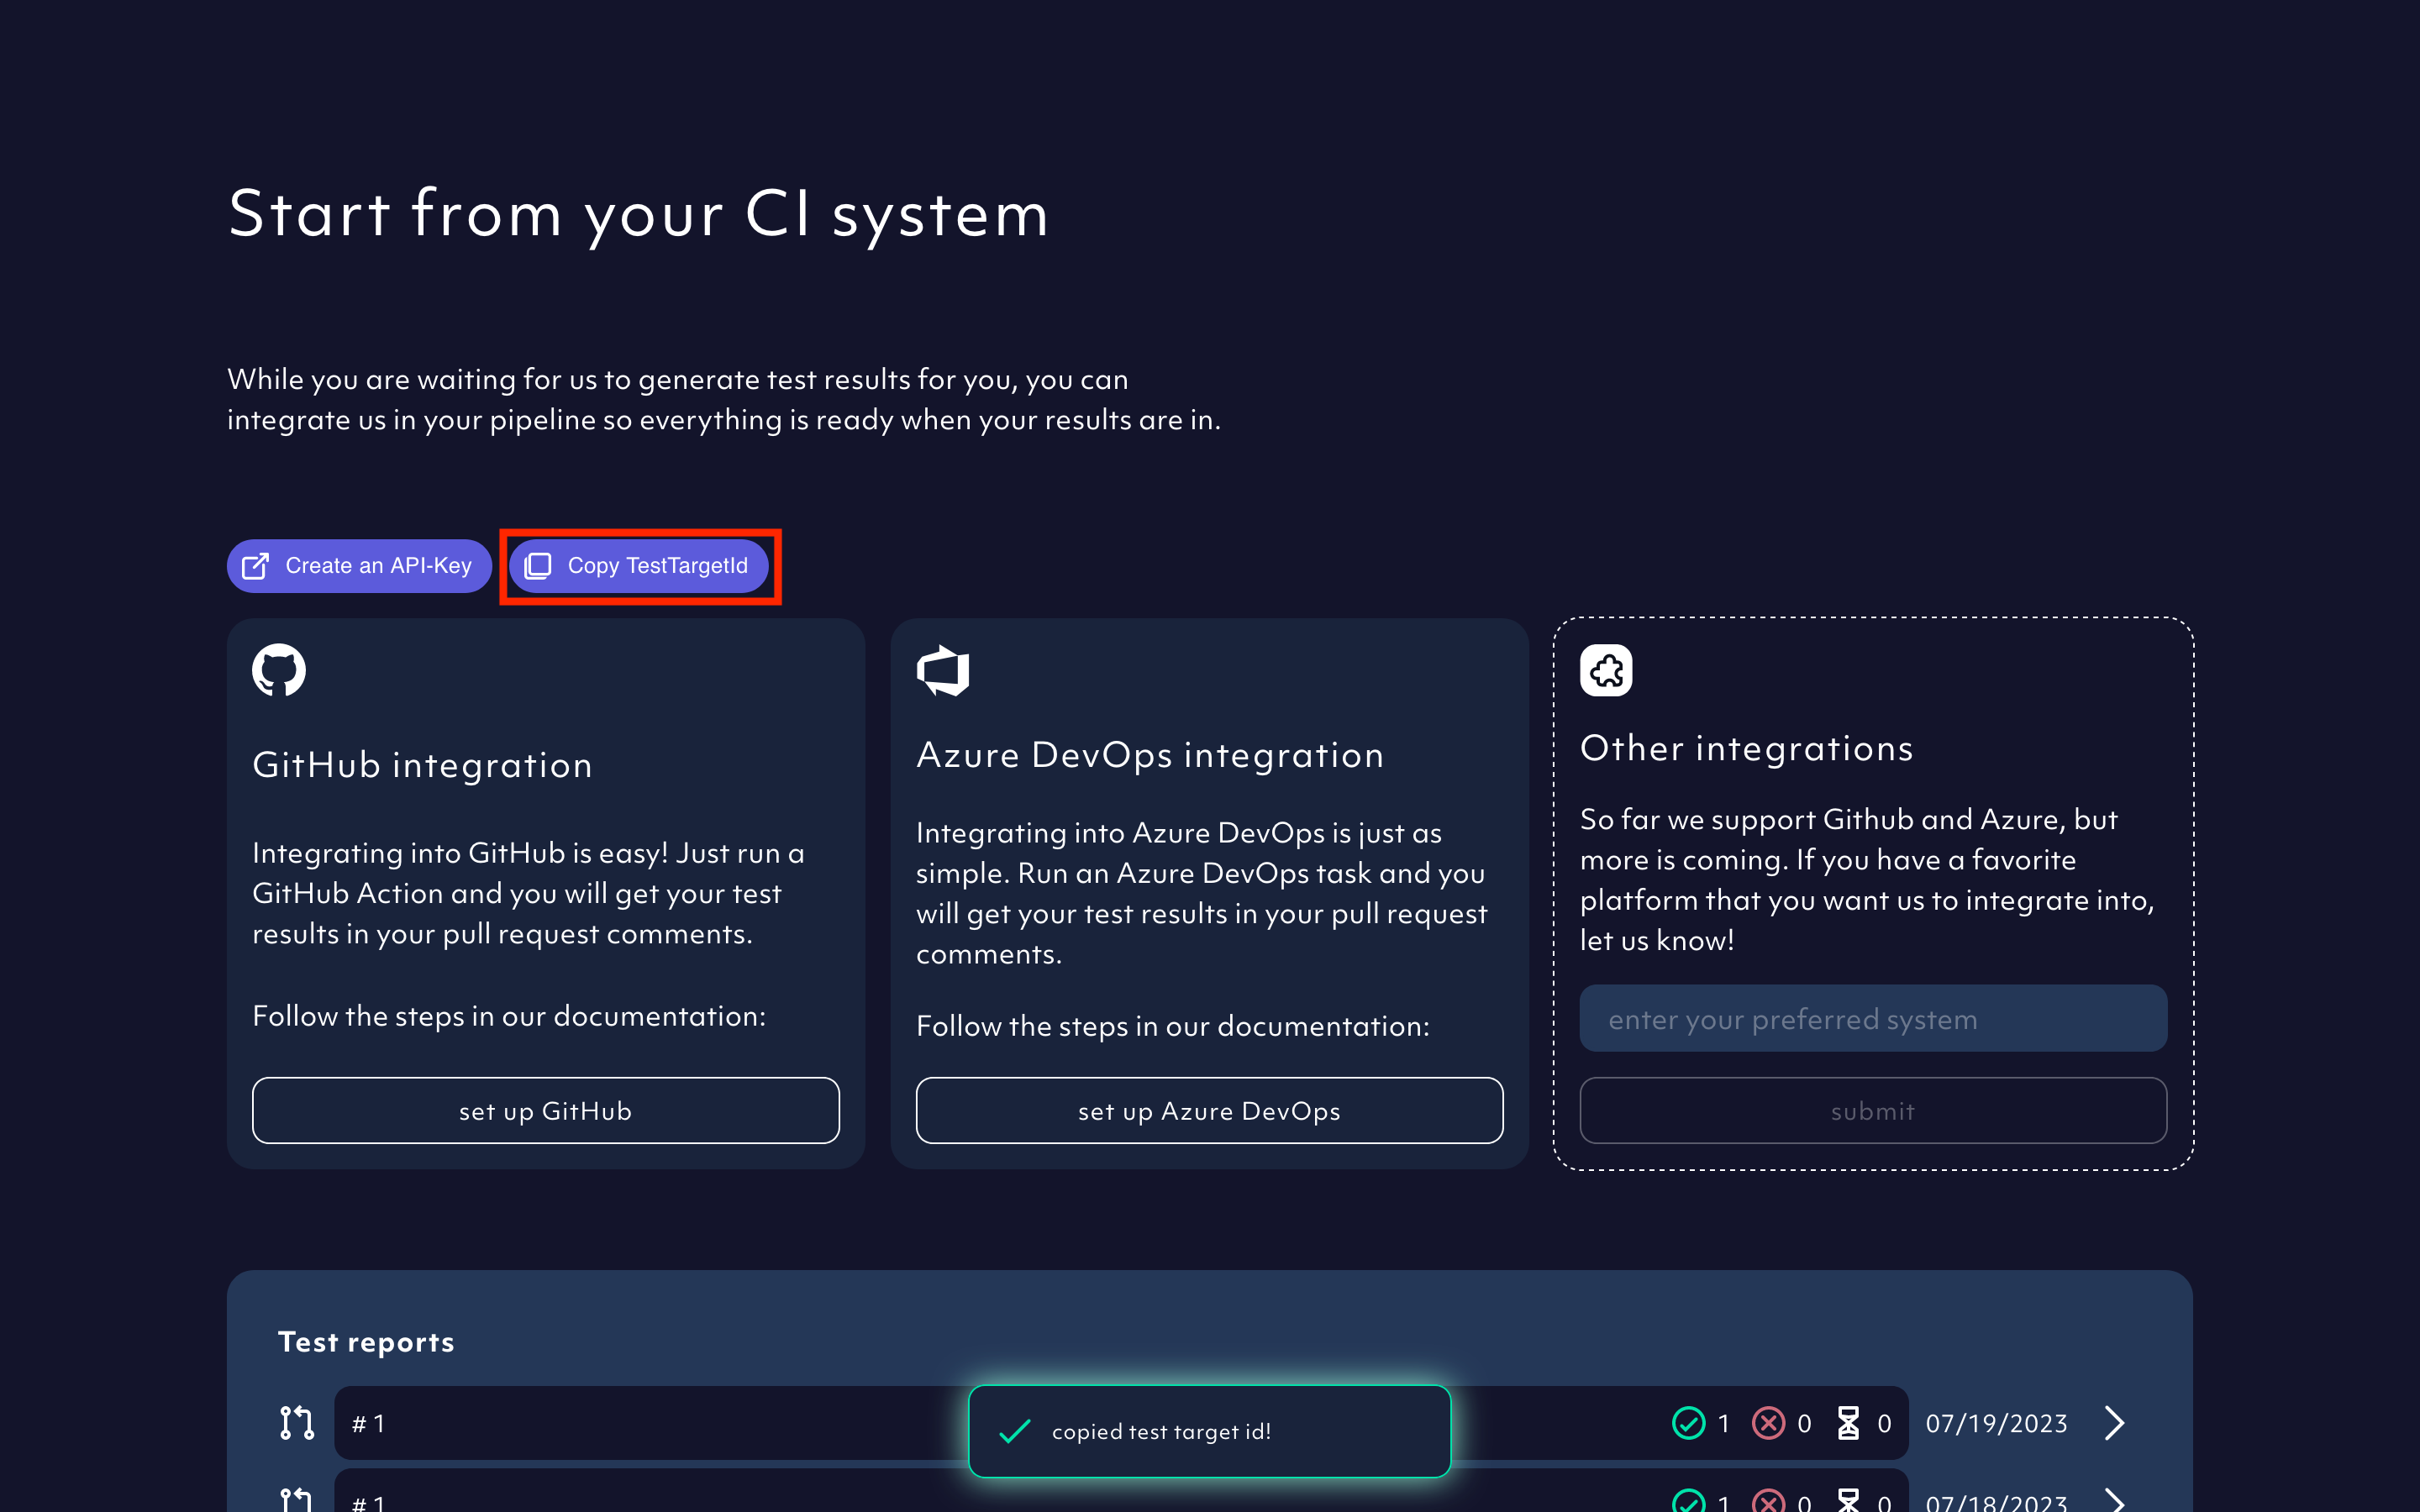 Start from your CI system
While you are waiting for us to generate test results for you, you can
integrate us in your pipeline so everything is ready when your results are in.
Create an API-Key
Copy TestTargetId
GitHub integration
Integrating into GitHub is easy! Just run a
GitHub Action and you will get your test
results in your pull request comments.
Follow the steps in our documentation:
set up GitHub
Azure DevOps integration
Integrating into Azure DevOps is just as
simple. Run an Azure DevOps task and you
will get your test results in your pull request
comments.
Follow the steps in our documentation:
set up Azure DevOps
Other integrations
So far we support Github and Azure, but
more is coming. If you have a favorite
platform that you want us to integrate into,
let us know!
enter your preferred system
submit
Test reports
# 1
1 0 0 07/19/2023
copied test target id!
# 1
1 0 0 07/18/2023